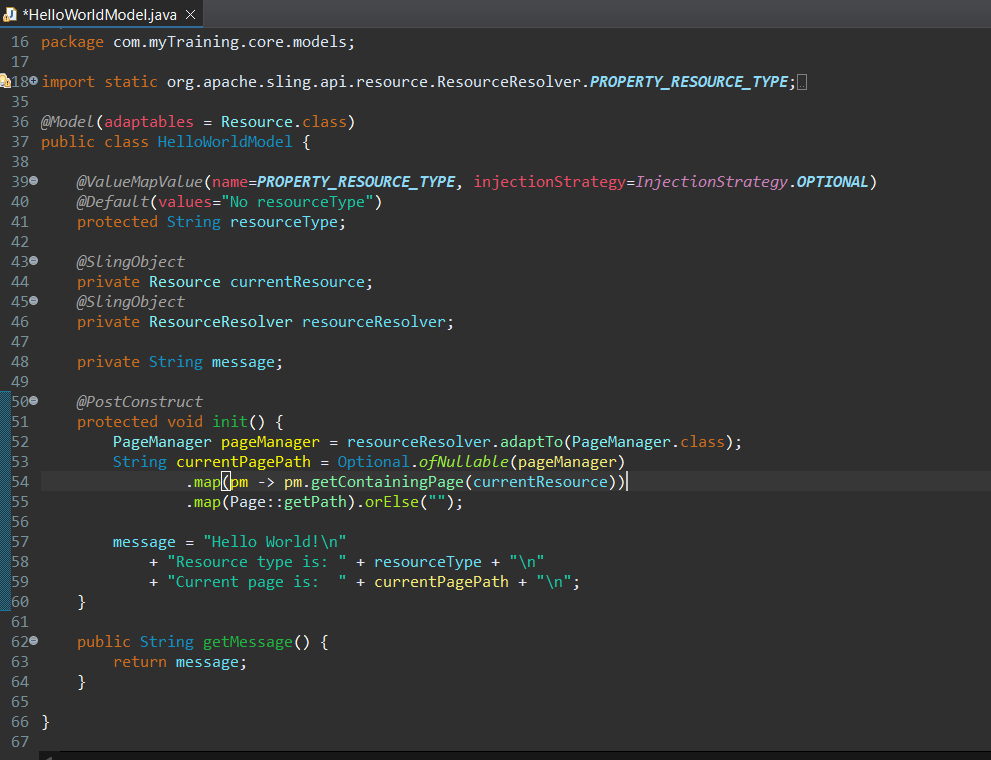 *HelloWorldModel.java
16 package com.myTraining.core.models;
17
18 import static org.apache.sling.api.resource.ResourceResolver.PROPERTY_RESOURCE_TYPE;
35
36 @Model(adaptables = Resource.class)
37 public class HelloWorldModel {
38
39     @ValueMapValue(name=PROPERTY_RESOURCE_TYPE, injectionStrategy=InjectionStrategy.OPTIONAL)
40     @Default(values="No resourceType")
41     protected String resourceType;
42
43     @SlingObject
44     private Resource currentResource;
45     @SlingObject
46     private ResourceResolver resourceResolver;
47
48     private String message;
49
50     @PostConstruct
51     protected void init() {
52         PageManager pageManager = resourceResolver.adaptTo(PageManager.class);
53         String currentPagePath = Optional.ofNullable(pageManager)
54                 .map(pm -> pm.getContainingPage(currentResource))
55                 .map(Page::getPath).orElse("");
56
57         message = "Hello World!\n"
58             + "Resource type is: " + resourceType + "\n"
59             + "Current page is:  " + currentPagePath + "\n";
60     }
61
62     public String getMessage() {
63         return message;
64     }
65
66 }
67